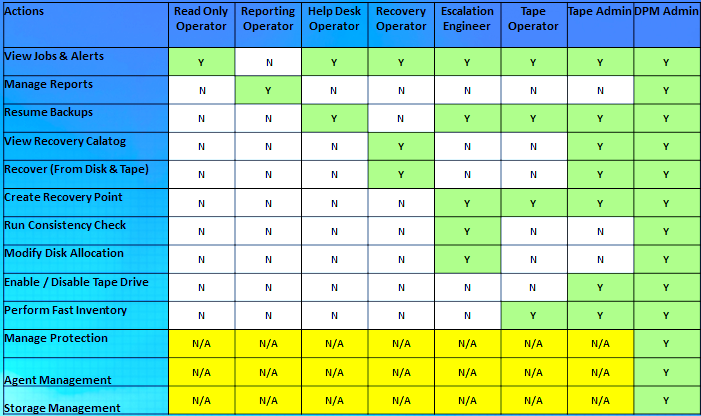 Actions Read Only Operator Reporting Operator Help Desk Operator Recovery Operator Escalation Engineer Tape Operator Tape Admin DPM Admin
View Jobs & Alerts Y N Y Y Y Y Y Y
Manage Reports N Y N N N N N Y
Resume Backups N N Y N Y Y Y Y
View Recovery Calatog N N N Y N N Y Y
Recover (From Disk & Tape) N N N Y N N Y Y
Create Recovery Point N N N N Y Y Y Y
Run Consistency Check N N N N Y N N Y
Modify Disk Allocation N N N N Y N N Y
Enable / Disable Tape Drive N N N N N N Y Y
Perform Fast Inventory N N N N N Y Y Y
Manage Protection N/A N/A N/A N/A N/A N/A N/A Y
Agent Management N/A N/A N/A N/A N/A N/A N/A Y
Storage Management N/A N/A N/A N/A N/A N/A N/A Y